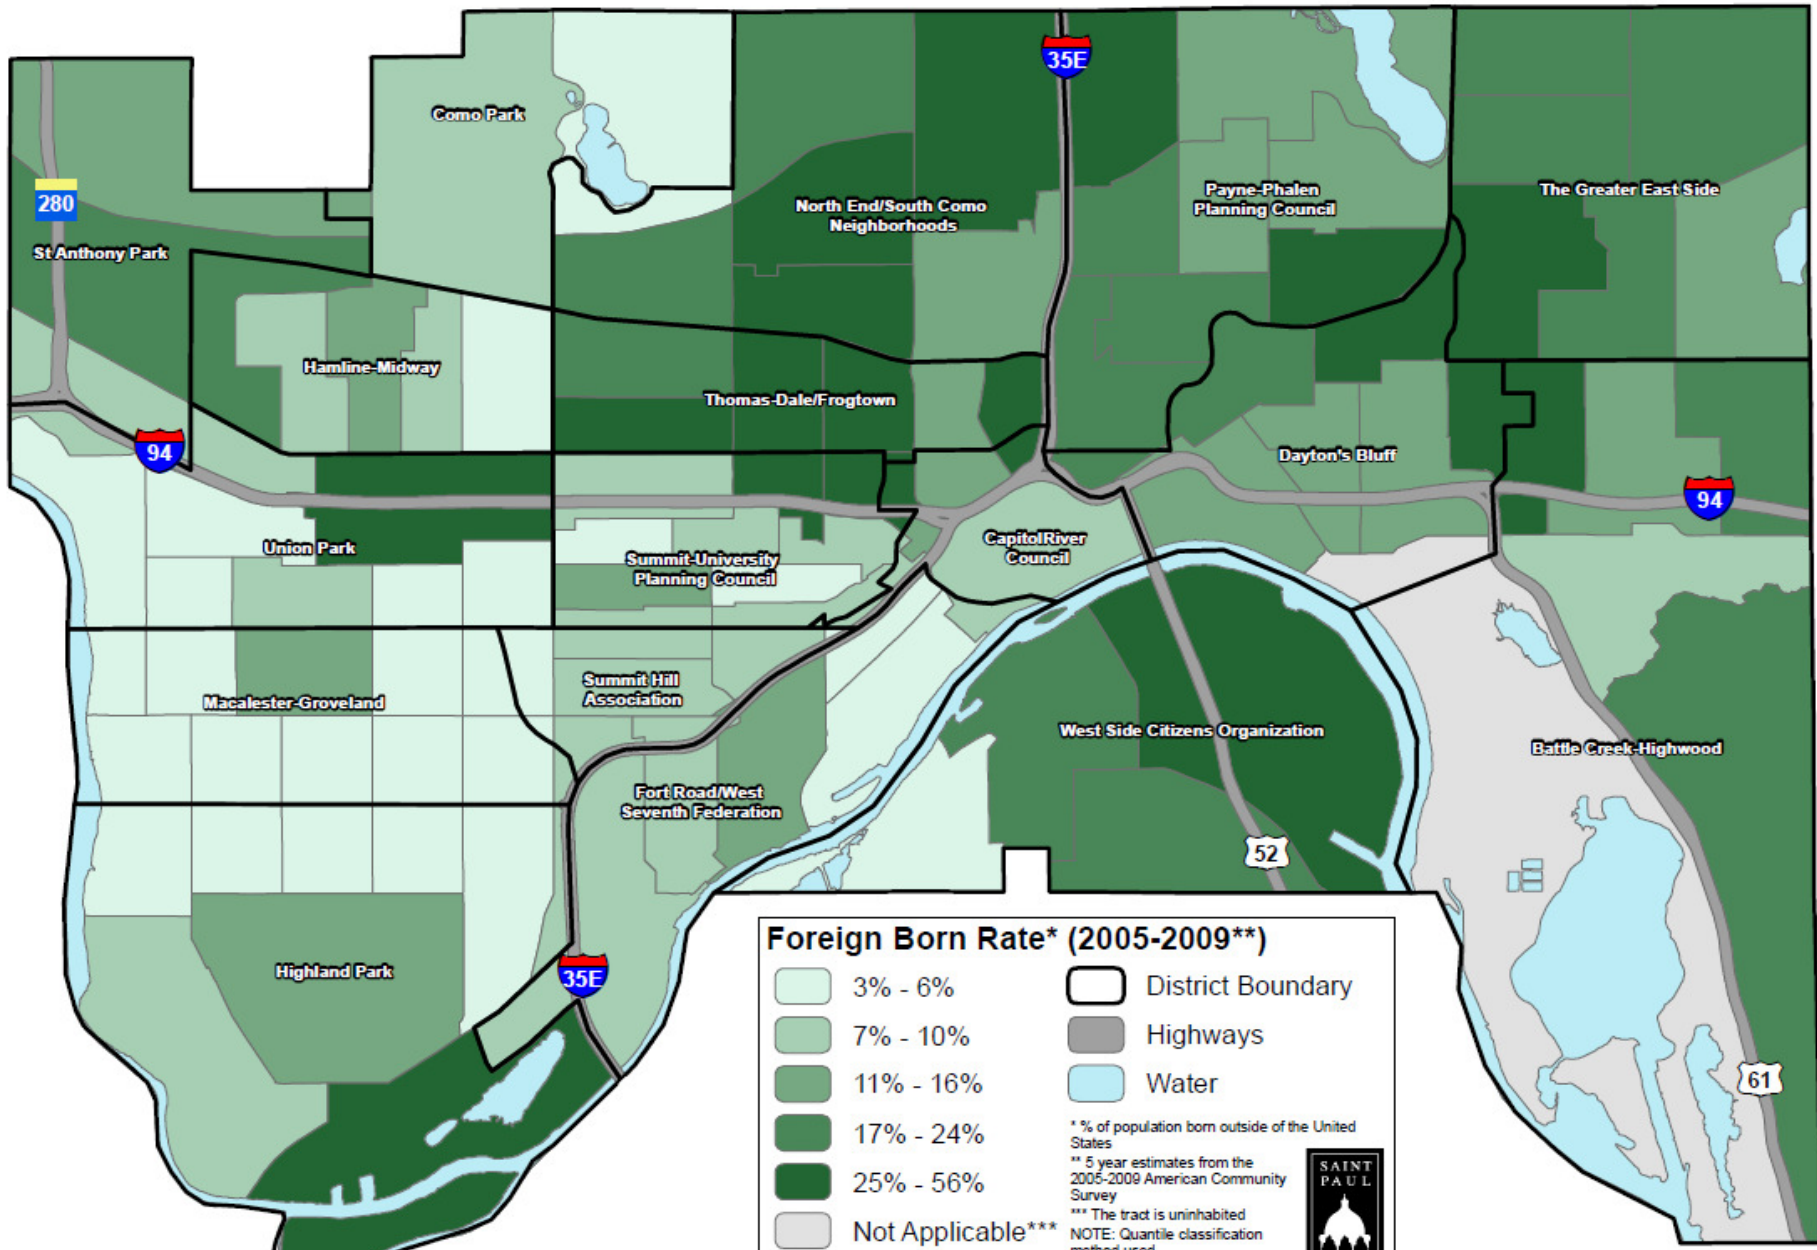 35E
Como Park
280
St Anthony Park
North End/South Como
Neighborhoods
Payne-Phalen
Planning Council
The Greater East Side
Hamline-Midway
Thomas-Dale/Frogtown
94
Dayton's Bluff
94
Union Park
Summit-University
Planning Council
CapitolRiver
Council
Macalester-Groveland
Summit Hill
Association
West Side Citizens Organization
Battle Creek-Highwood
Fort Road/West
Seventh Federation
52
Highland Park
35E
61
Foreign Born Rate* (2005-2009**)
3% - 6%
7% - 10%
11% - 16%
17% - 24%
25% - 56%
Not Applicable***
District Boundary
Highways
Water
* % of population born outside of the United
States
** 5 year estimates from the
2005-2009 American Community
Survey
*** The tract is uninhabited
NOTE: Quantile classification
method used
SAINT
PAUL